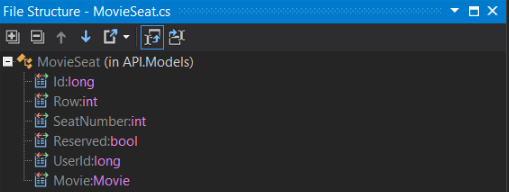 File Structure - MovieSeat.cs
MovieSeat (in API.Models)
Id:long
Row:int
SeatNumber:int
Reserved:bool
UserId:long
Movie:Movie